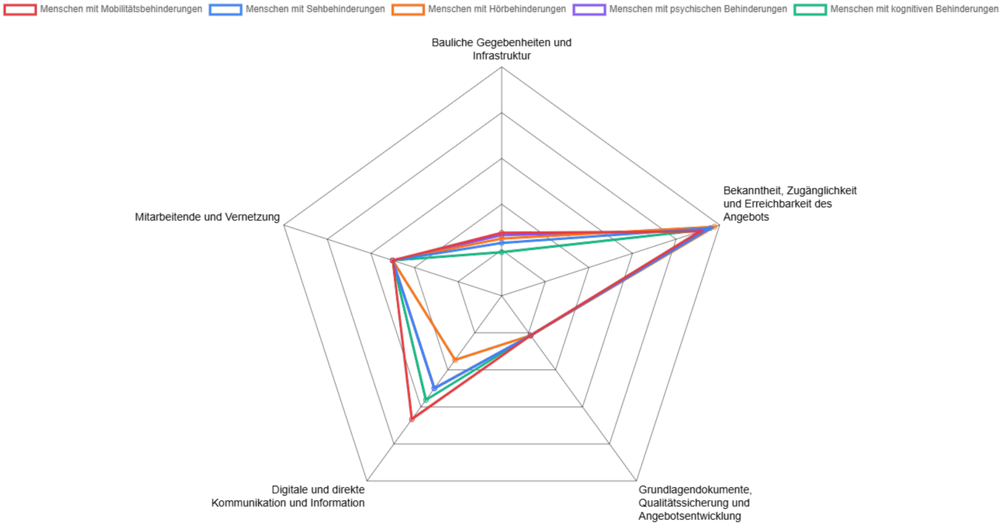 Menschen mit Mobilitätsbehinderungen Menschen mit Sehbehinderungen Menschen mit Hörbehinderungen Menschen mit psychischen Behinderungen Menschen mit kognitiven Behinderungen
Bauliche Gegebenheiten und
Infrastruktur
Bekanntheit, Zugänglichkeit
und Erreichbarkeit des
Angebots
Mitarbeitende und Vernetzung
Digitale und direkte
Kommunikation und Information
Grundlagendokumente,
Qualitätssicherung und
Angebotsentwicklung